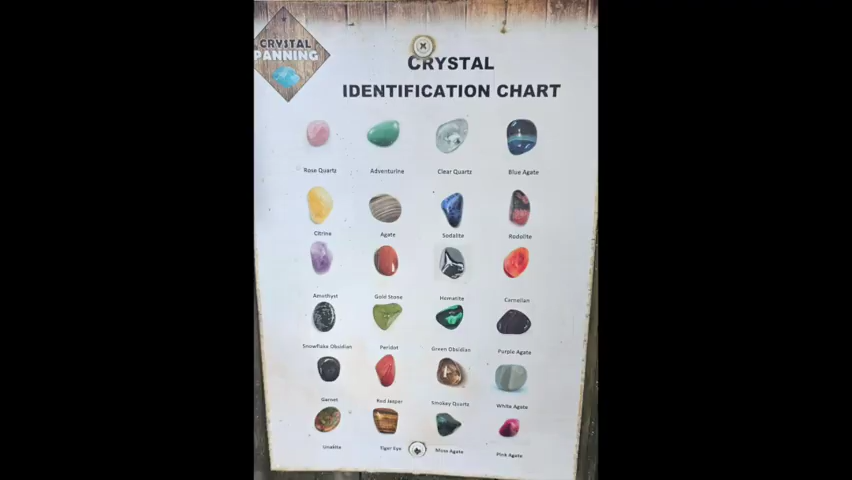 CRYSTAL
PANNING
CRYSTAL
IDENTIFICATION CHART
Rose Quartz Adventurine Clear Quartz Blue Agate
Citrine Agate Sodalite Rodolite
Amethyst Gold Stone Hematite Carnelian
Snowflake Obsidian Peridot Green Obsidian Purple Agate
Garnet Red Jasper Smokey Quartz White Agate
Unakite Tiger Eye Moss Agate Pink Agate